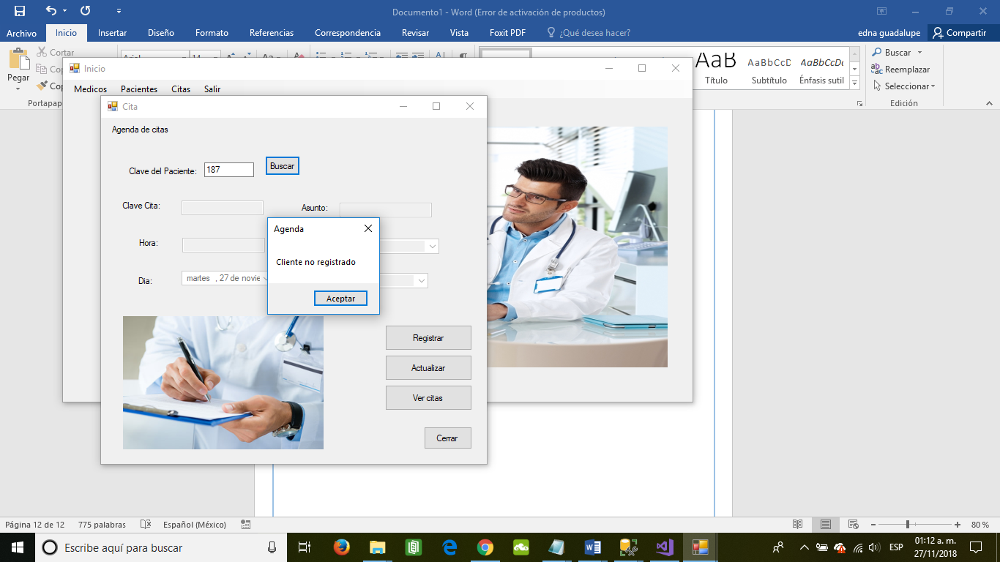 Documento1 - Word (Error de activación de productos)
Archivo Inicio Insertar Diseño Formato Referencias Correspondencia Revisar Vista Foxit PDF ¿Qué desea hacer? edna guadalupe Compartir
Pegar
Cortar
Portapap
AaB
Título
AaBbCcD
Subtítulo
AaBbCcDc
Énfasis sutil
Buscar
Reemplazar
Seleccionar
Edición
Inicio
Medicos Pacientes Citas Salir
Cita
Agenda de citas
Clave del Paciente: 187 Buscar
Clave Cita: Asunto:
Hora:
Dia: martes , 27 de novie
Agenda
Cliente no registrado
Aceptar
Registrar
Actualizar
Ver citas
Cerrar
Página 12 de 12 775 palabras Español (México) 80 %
Escribe aquí para buscar
ESP
01:12 a. m.
27/11/2018